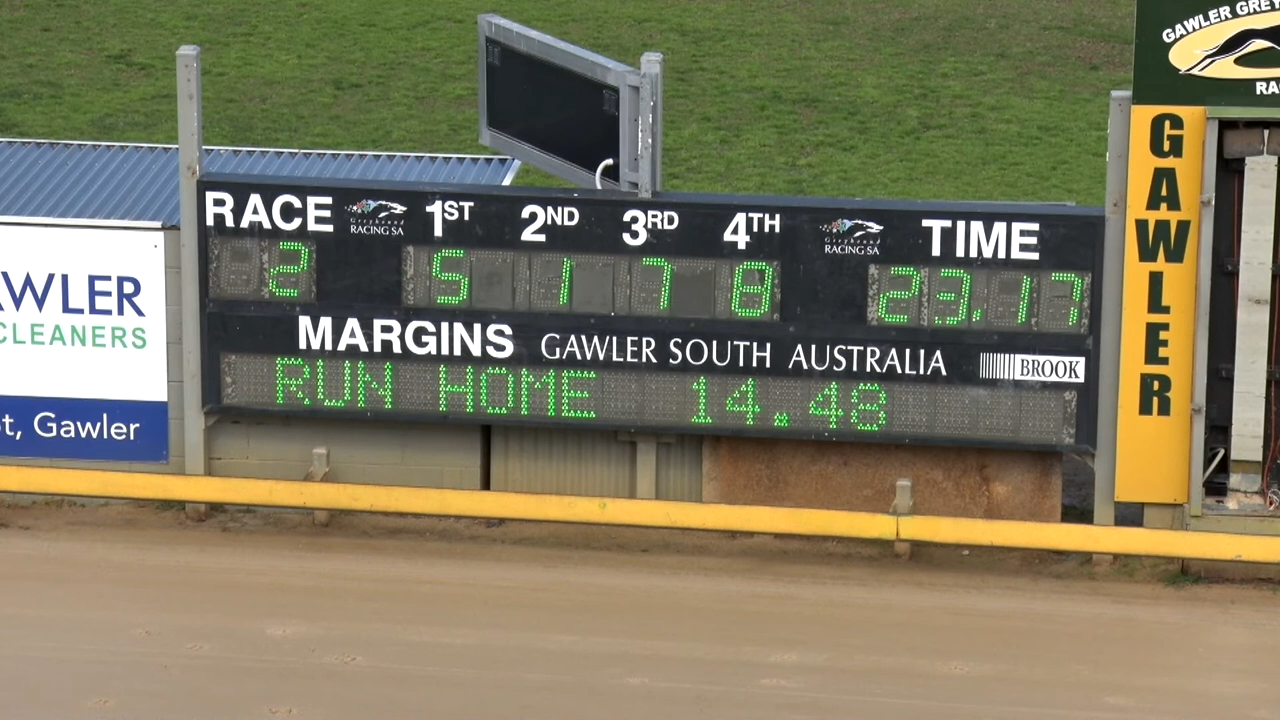 GAWLER GREY
RA
GAWLER
RACE
Greyhound
RACING SA
1ST 2ND 3RD 4TH
Greyhound
RACING SA
TIME
2 5 1 7 8 23.17
MARGINS GAWLER SOUTH AUSTRALIA BROOK
RUN HOME 14.48
AWLER
CLEANERS
t, Gawler